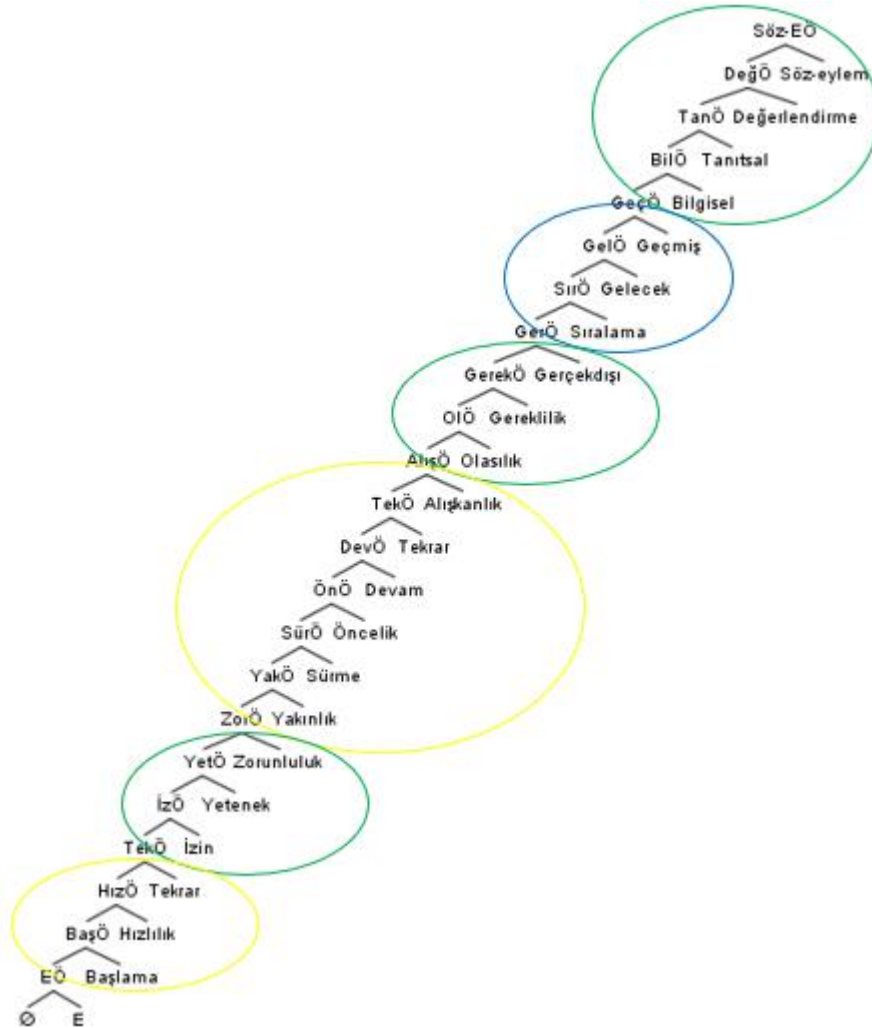 Söz-EÖ
DeğÖ Söz-eylem
TanÖ Değerlendirme
BilÖ Tanıtsal
GeçÖ Bilgisel
GelÖ Geçmiş
SırÖ Gelecek
GerÖ Sıralama
GerekÖ Gerçekdışı
OlÖ Gereklilik
AlışÖ Olasılık
TekÖ Alışkanlık
DevÖ Tekrar
ÖnÖ Devam
SürÖ Öncelik
YakÖ Sürme
ZorÖ Yakınlık
YetÖ Zorunluluk
İzÖ Yetenek
TekÖ İzin
HızÖ Tekrar
BaşÖ Hızlılık
EÖ Başlama
Ø E